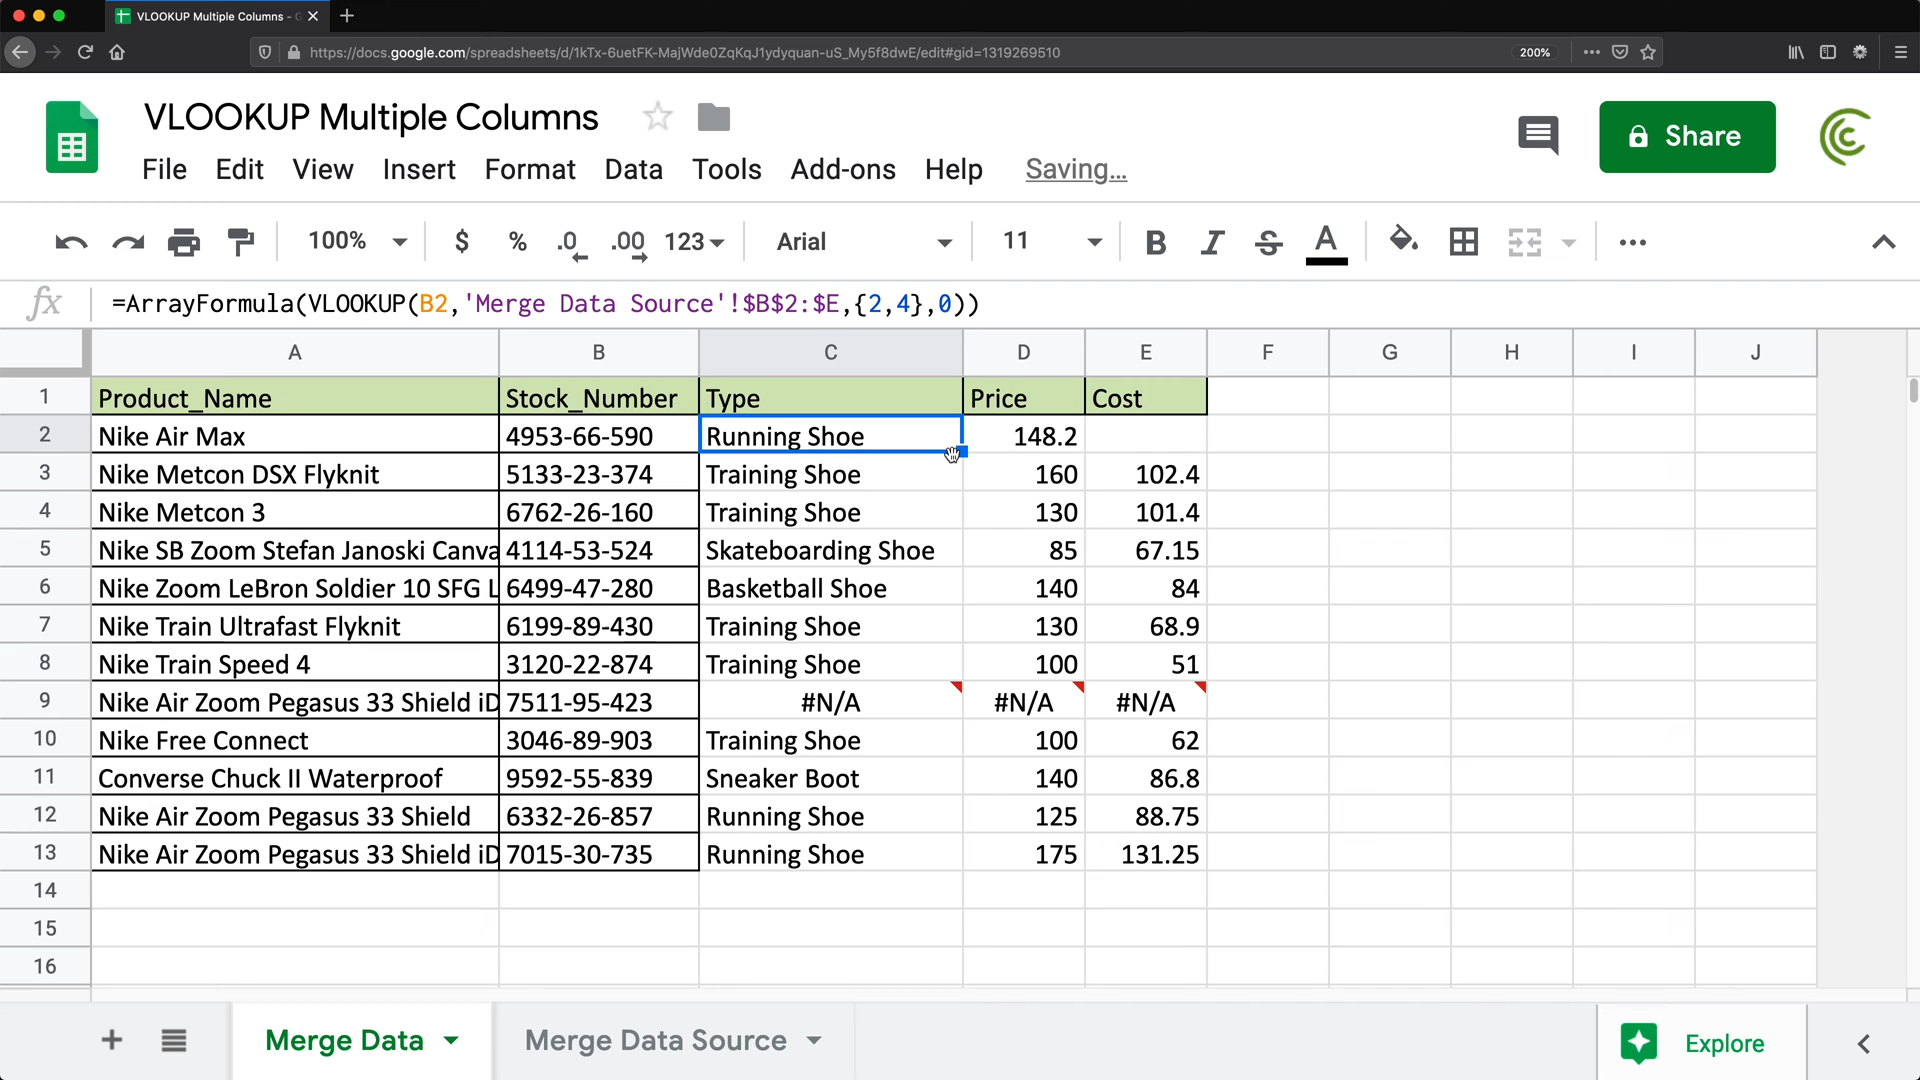 VLOOKUP Multiple Columns - G
https://docs.google.com/spreadsheets/d/1kTx-6uetFK-MajWde0ZqKqJ1ydyquan-uS_My5f8dwE/edit#gid=1319269510 200%
VLOOKUP Multiple Columns
Share
File Edit View Insert Format Data Tools Add-ons Help Saving...
100% $ % .0 .00 123 Arial 11 B I S A
fx =ArrayFormula(VLOOKUP(B2,'Merge Data Source'!$B$2:$E,{2,4},0))
A B C D E F G H I J
1 Product_Name Stock_Number Type Price Cost
2 Nike Air Max 4953-66-590 Running Shoe 148.2
3 Nike Metcon DSX Flyknit 5133-23-374 Training Shoe 160 102.4
4 Nike Metcon 3 6762-26-160 Training Shoe 130 101.4
5 Nike SB Zoom Stefan Janoski Canva 4114-53-524 Skateboarding Shoe 85 67.15
6 Nike Zoom LeBron Soldier 10 SFG L 6499-47-280 Basketball Shoe 140 84
7 Nike Train Ultrafast Flyknit 6199-89-430 Training Shoe 130 68.9
8 Nike Train Speed 4 3120-22-874 Training Shoe 100 51
9 Nike Air Zoom Pegasus 33 Shield iD 7511-95-423 #N/A #N/A #N/A
10 Nike Free Connect 3046-89-903 Training Shoe 100 62
11 Converse Chuck II Waterproof 9592-55-839 Sneaker Boot 140 86.8
12 Nike Air Zoom Pegasus 33 Shield 6332-26-857 Running Shoe 125 88.75
13 Nike Air Zoom Pegasus 33 Shield iD 7015-30-735 Running Shoe 175 131.25
14
15
16
Merge Data Merge Data Source Explore